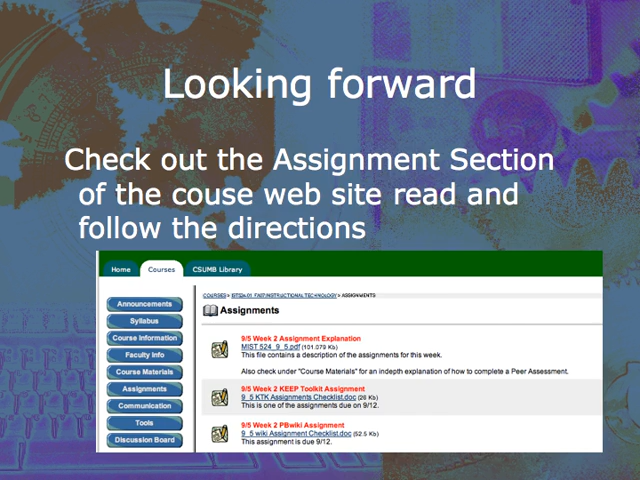 Looking forward
Check out the Assignment Section
of the couse web site read and
follow the directions
Home Courses CSUMB Library
COURSES > > ASSIGNMENTS
Assignments
Announcements
Syllabus
Course Information
Faculty Info
Course Materials
Assignments
Communication
Tools
Discussion Board
9/5 Week 2 Assignment Explanation
MIST 524_9_5.pdf (101.079 Kb)
This file contains a description of the assignments for this week.
Also check under "Course Materials" for an indepth explanation of how to complete a Peer Assessment.
9/5 Week 2 KEEP Toolkit Assignment
9_5 KTK Assignments Checklist.doc (26 Kb)
This is one of the assignments due on 9/12.
9/5 Week 2 PBwiki Assignment
9_5 wiki Assignment Checklist.doc (52.5 Kb)
This assignment is due 9/12.